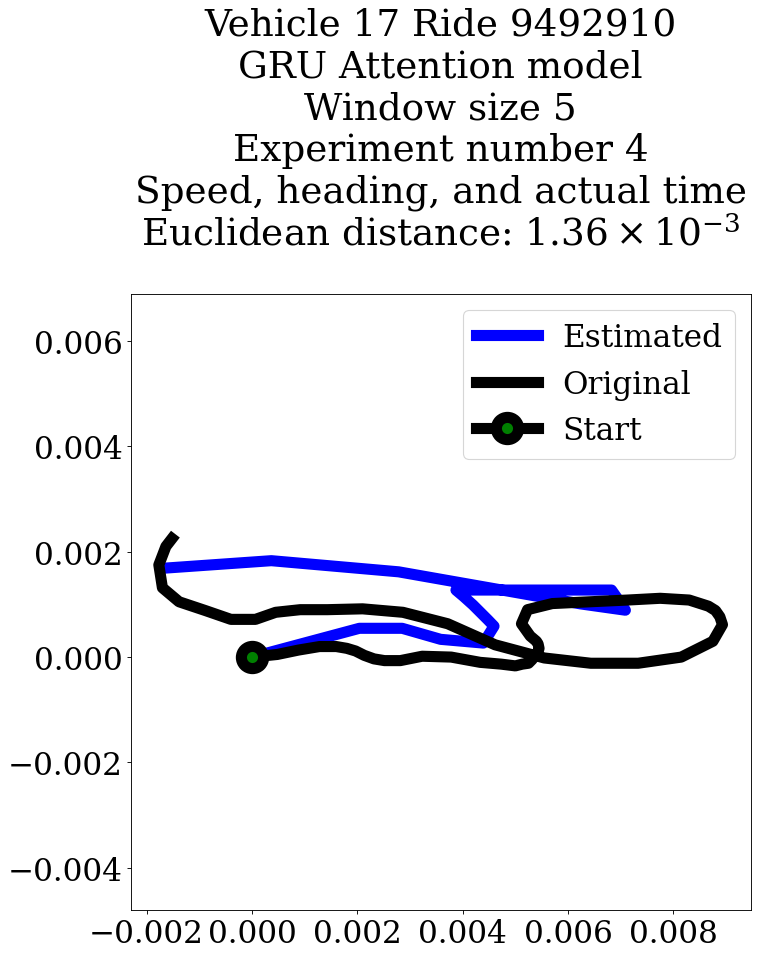 Vehicle 17 Ride 9492910
GRU Attention model
Window size 5
Experiment number 4
Speed, heading, and actual time
Euclidean distance: 1.36 × 10⁻³
Estimated
Original
Start
0.006
0.004
0.002
0.000
−0.002
−0.004
−0.002 0.000 0.002 0.004 0.006 0.008